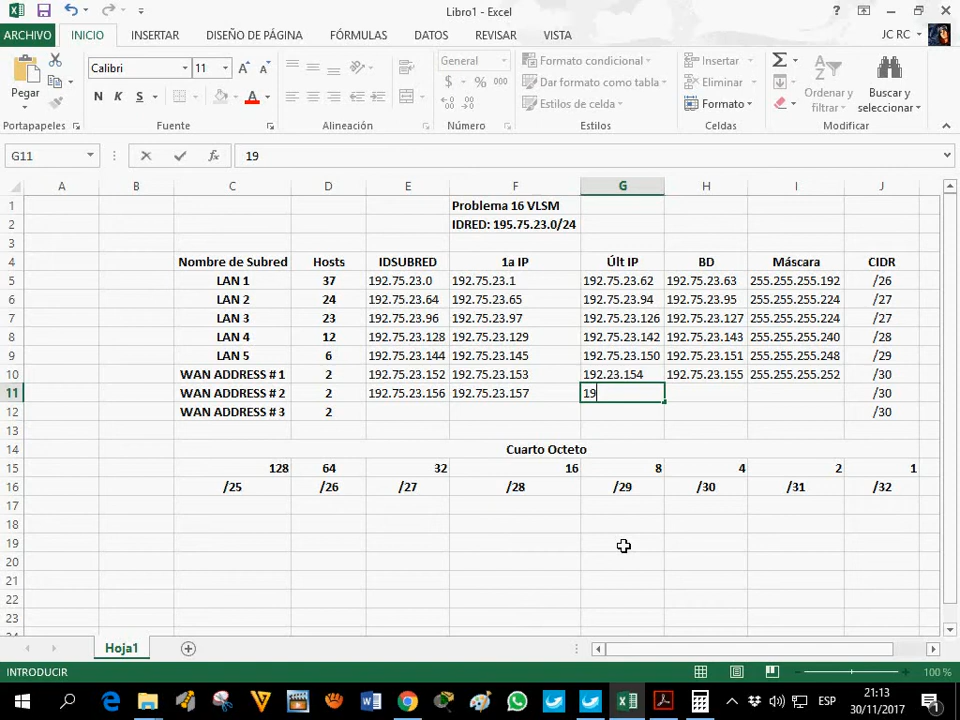 Libro1 - Excel
ARCHIVO INICIO INSERTAR DISEÑO DE PÁGINA FÓRMULAS DATOS REVISAR VISTA JC RC
Pegar
Calibri 11
N K S
General
$ % 000
Formato condicional
Dar formato como tabla
Estilos de celda
Insertar
Eliminar
Formato
Ordenar y filtrar
Buscar y seleccionar
Portapapeles Fuente Alineación Número Estilos Celdas Modificar
G11 fx 19
A B C D E F G H I J
1 Problema 16 VLSM
2 IDRED: 195.75.23.0/24
3
4 Nombre de Subred Hosts IDSUBRED 1a IP Últ IP BD Máscara CIDR
5 LAN 1 37 192.75.23.0 192.75.23.1 192.75.23.62 192.75.23.63 255.255.255.192 /26
6 LAN 2 24 192.75.23.64 192.75.23.65 192.75.23.94 192.75.23.95 255.255.255.224 /27
7 LAN 3 23 192.75.23.96 192.75.23.97 192.75.23.126 192.75.23.127 255.255.255.224 /27
8 LAN 4 12 192.75.23.128 192.75.23.129 192.75.23.142 192.75.23.143 255.255.255.240 /28
9 LAN 5 6 192.75.23.144 192.75.23.145 192.75.23.150 192.75.23.151 255.255.255.248 /29
10 WAN ADDRESS # 1 2 192.75.23.152 192.75.23.153 192.23.154 192.75.23.155 255.255.255.252 /30
11 WAN ADDRESS # 2 2 192.75.23.156 192.75.23.157 19 /30
12 WAN ADDRESS # 3 2 /30
13
14 Cuarto Octeto
15 128 64 32 16 8 4 2 1
16 /25 /26 /27 /28 /29 /30 /31 /32
17
18
19
20
21
22
23
Hoja1
INTRODUCIR 100 %
ESP 21:13
30/11/2017